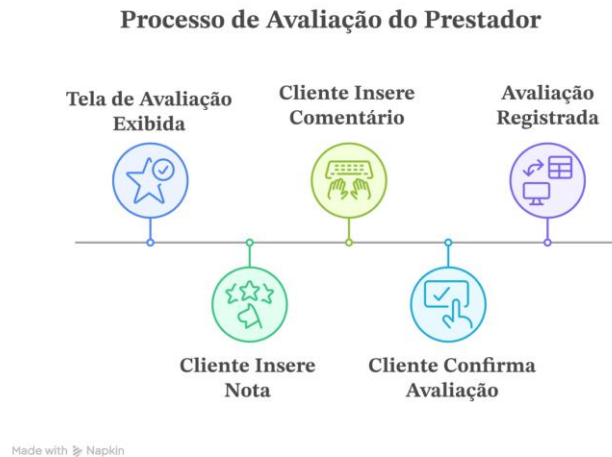 Processo de Avaliação do Prestador
Tela de Avaliação
Exibida
Cliente Insere
Comentário
Avaliação
Registrada
Cliente Insere
Nota
Cliente Confirma
Avaliação
Made with Napkin